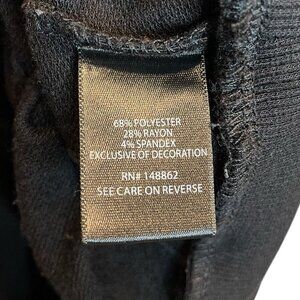 68% POLYESTER
28% RAYON
4% SPANDEX
EXCLUSIVE OF DECORATION
RN# 148862
SEE CARE ON REVERSE